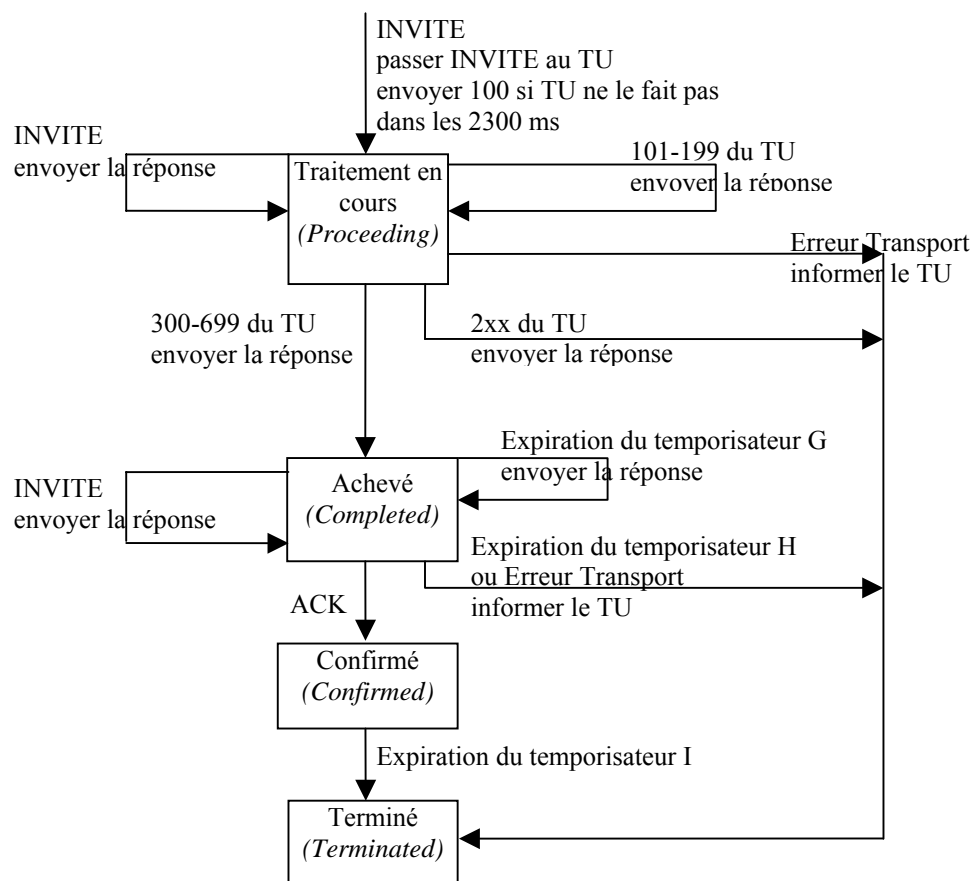 INVITE
passer INVITE au TU
envoyer 100 si TU ne le fait pas
dans les 2300 ms
INVITE
envoyer la réponse
101-199 du TU
envoyer la réponse
Traitement en
cours
(Proceeding)
Erreur Transport
informer le TU
300-699 du TU
envoyer la réponse
2xx du TU
envoyer la réponse
Expiration du temporisateur G
envoyer la réponse
INVITE
envoyer la réponse
Achevé
(Completed)
Expiration du temporisateur H
ou Erreur Transport
informer le TU
ACK
Confirmé
(Confirmed)
Expiration du temporisateur I
Terminé
(Terminated)